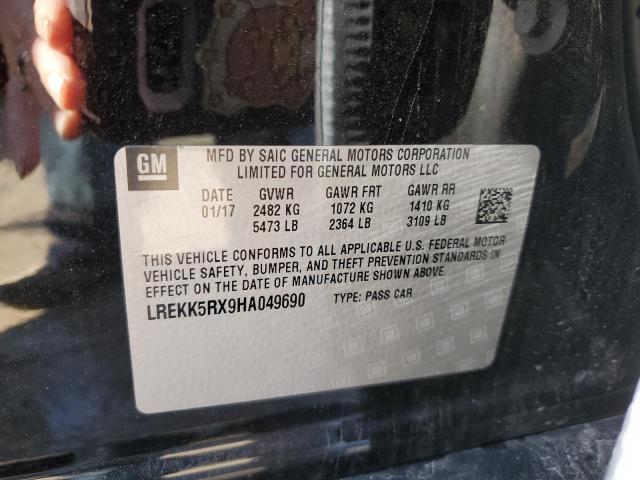 GM
MFD BY SAIC GENERAL MOTORS CORPORATION
LIMITED FOR GENERAL MOTORS LLC
DATE GVWR GAWR FRT GAWR RR
01/17 2482 KG 1072 KG 1410 KG
5473 LB 2364 LB 3109 LB
THIS VEHICLE CONFORMS TO ALL APPLICABLE U.S. FEDERAL MOTOR
VEHICLE SAFETY, BUMPER, AND THEFT PREVENTION STANDARDS IN
EFFECT ON THE DATE OF MANUFACTURE SHOWN ABOVE.
LREKK5RX9HA049690 TYPE: PASS CAR